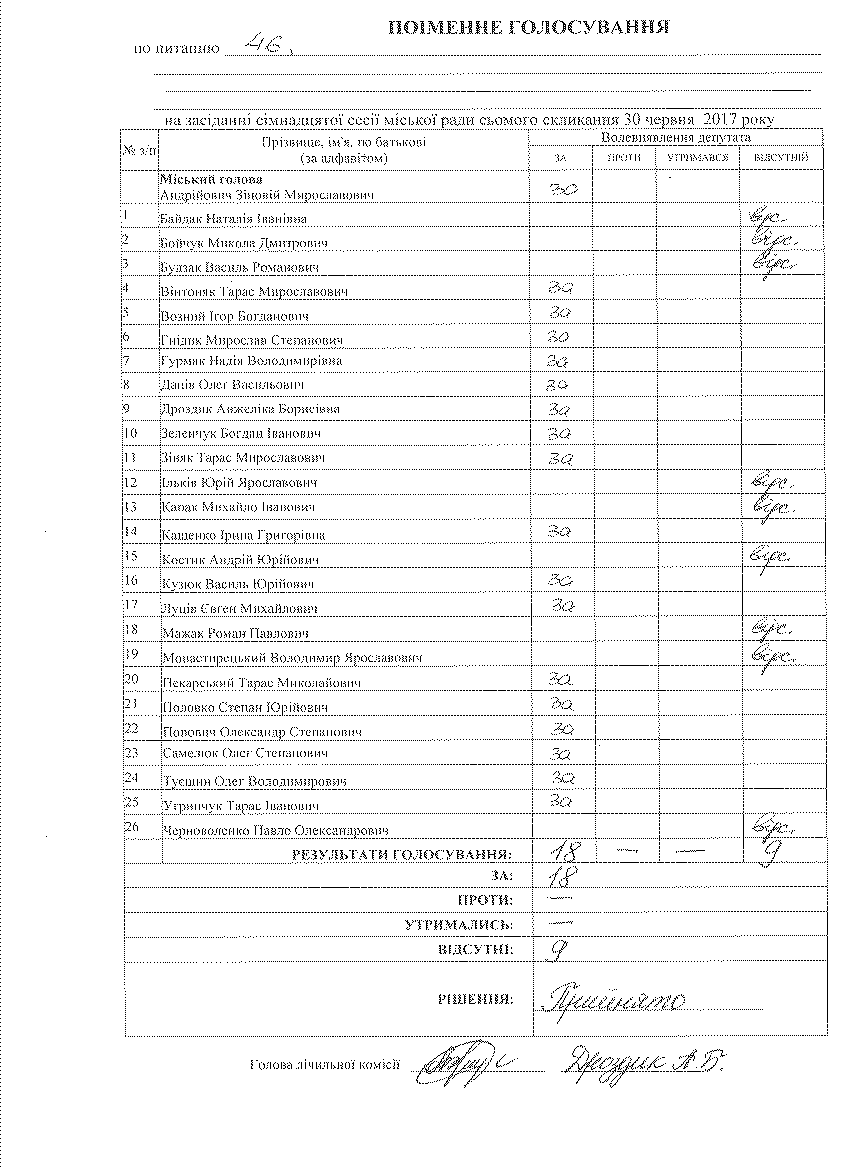 ПОІМЕННЕ ГОЛОСУВАННЯ
по питанню 46.
на засіданні сімнадцятої сесії міської ради сьомого скликання 30 червня 2017 року
№ з/п Прізвище, ім'я, по батькові (за алфавітом) Волевиявлення депутата
ЗА ПРОТИ УТРИМАВСЯ ВІДСУТНІЙ
Міський голова
Андрійович Зіновій Мирославович За
1 Байдак Наталія Іванівна відс.
2 Бойчук Микола Дмитрович відс.
3 Будзак Василь Романович відс.
4 Вінтоняк Тарас Мирославович За
5 Возний Ігор Богданович За
6 Гнідик Мирослав Степанович За
7 Гурмак Надія Володимирівна За
8 Данів Олег Васильович За
9 Дроздик Анжеліка Борисівна За
10 Зеленчук Богдан Іванович За
11 Зіняк Тарас Мирославович За
12 Ільків Юрій Ярославович відс.
13 Капак Михайло Іванович відс.
14 Кащенко Ірина Григорівна За
15 Костик Андрій Юрійович відс.
16 Кузюк Василь Юрійович За
17 Луців Євген Михайлович За
18 Мажак Роман Павлович відс.
19 Монастирецький Володимир Ярославович відс.
20 Пекарський Тарас Миколайович За
21 Половко Степан Юрійович За
22 Попович Олександр Степанович За
23 Самелюк Олег Степанович За
24 Туєшин Олег Володимирович За
25 Угринчук Тарас Іванович За
26 Черноволенко Павло Олександрович відс.
РЕЗУЛЬТАТИ ГОЛОСУВАННЯ: 18 — — 9
ЗА: 18
ПРОТИ: —
УТРИМАЛИСЬ: —
ВІДСУТНІ: 9
РІШЕННЯ: Прийнято
Голова лічильної комісії Дроздик А.Б.